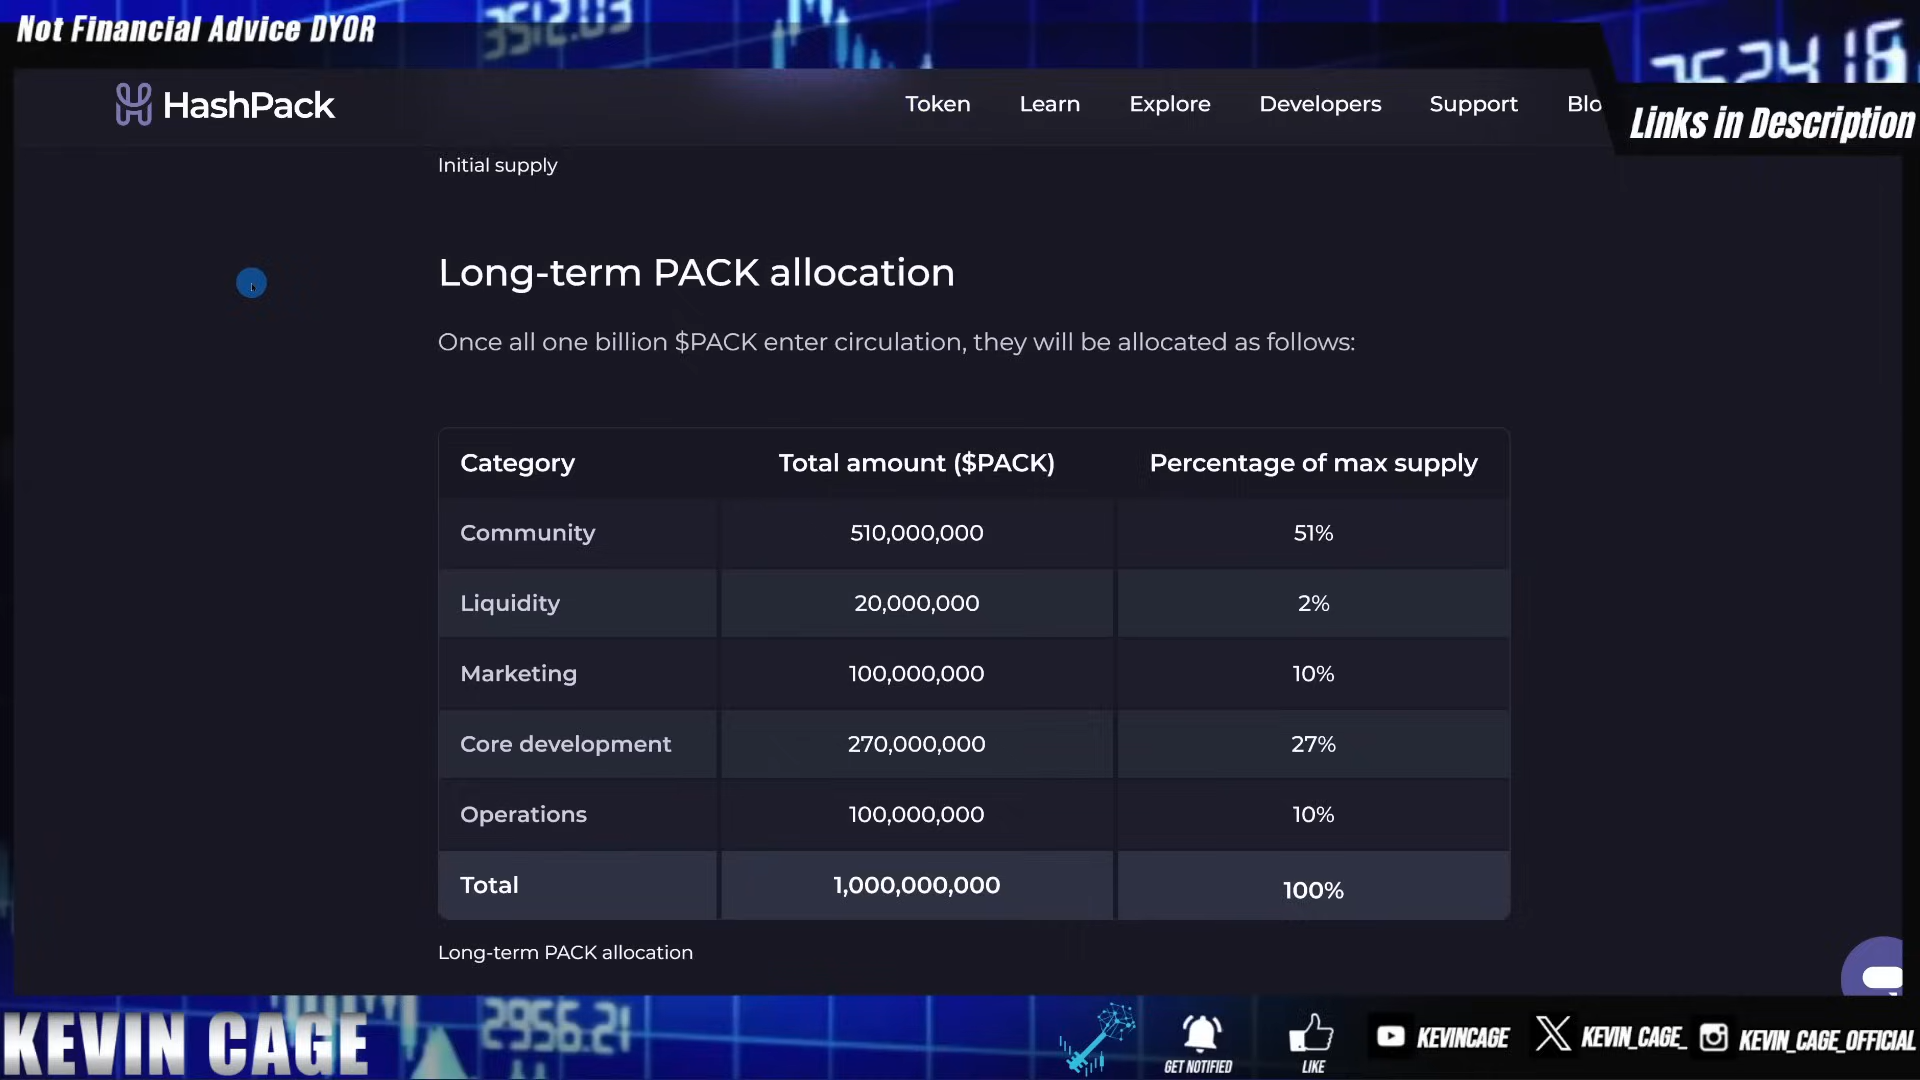 Not Financial Advice DYOR
3512.03
HashPack
Token Learn Explore Developers Support Blo
Links in Description
Initial supply
Long-term PACK allocation
Once all one billion $PACK enter circulation, they will be allocated as follows:
Category Total amount ($PACK) Percentage of max supply
Community 510,000,000 51%
Liquidity 20,000,000 2%
Marketing 100,000,000 10%
Core development 270,000,000 27%
Operations 100,000,000 10%
Total 1,000,000,000 100%
Long-term PACK allocation
2956.21
KEVIN CAGE
GET NOTIFIED
LIKE
KEVINCAGE
KEVIN_CAGE_
KEVIN_CAGE_OFFICIAL